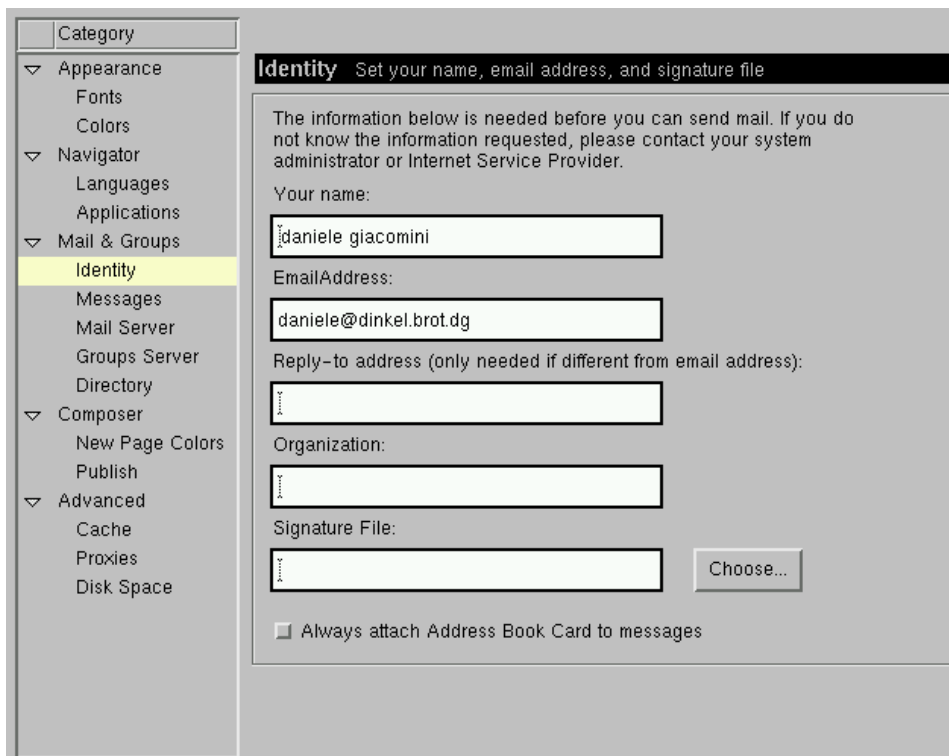 Category
Appearance
Fonts
Colors
Navigator
Languages
Applications
Mail & Groups
Identity
Messages
Mail Server
Groups Server
Directory
Composer
New Page Colors
Publish
Advanced
Cache
Proxies
Disk Space
Identity Set your name, email address, and signature file
The information below is needed before you can send mail. If you do
not know the information requested, please contact your system
administrator or Internet Service Provider.
Your name:
daniele giacomini
EmailAddress:
daniele@dinkel.brot.dg
Reply-to address (only needed if different from email address):
Organization:
Signature File:
Choose...
Always attach Address Book Card to messages